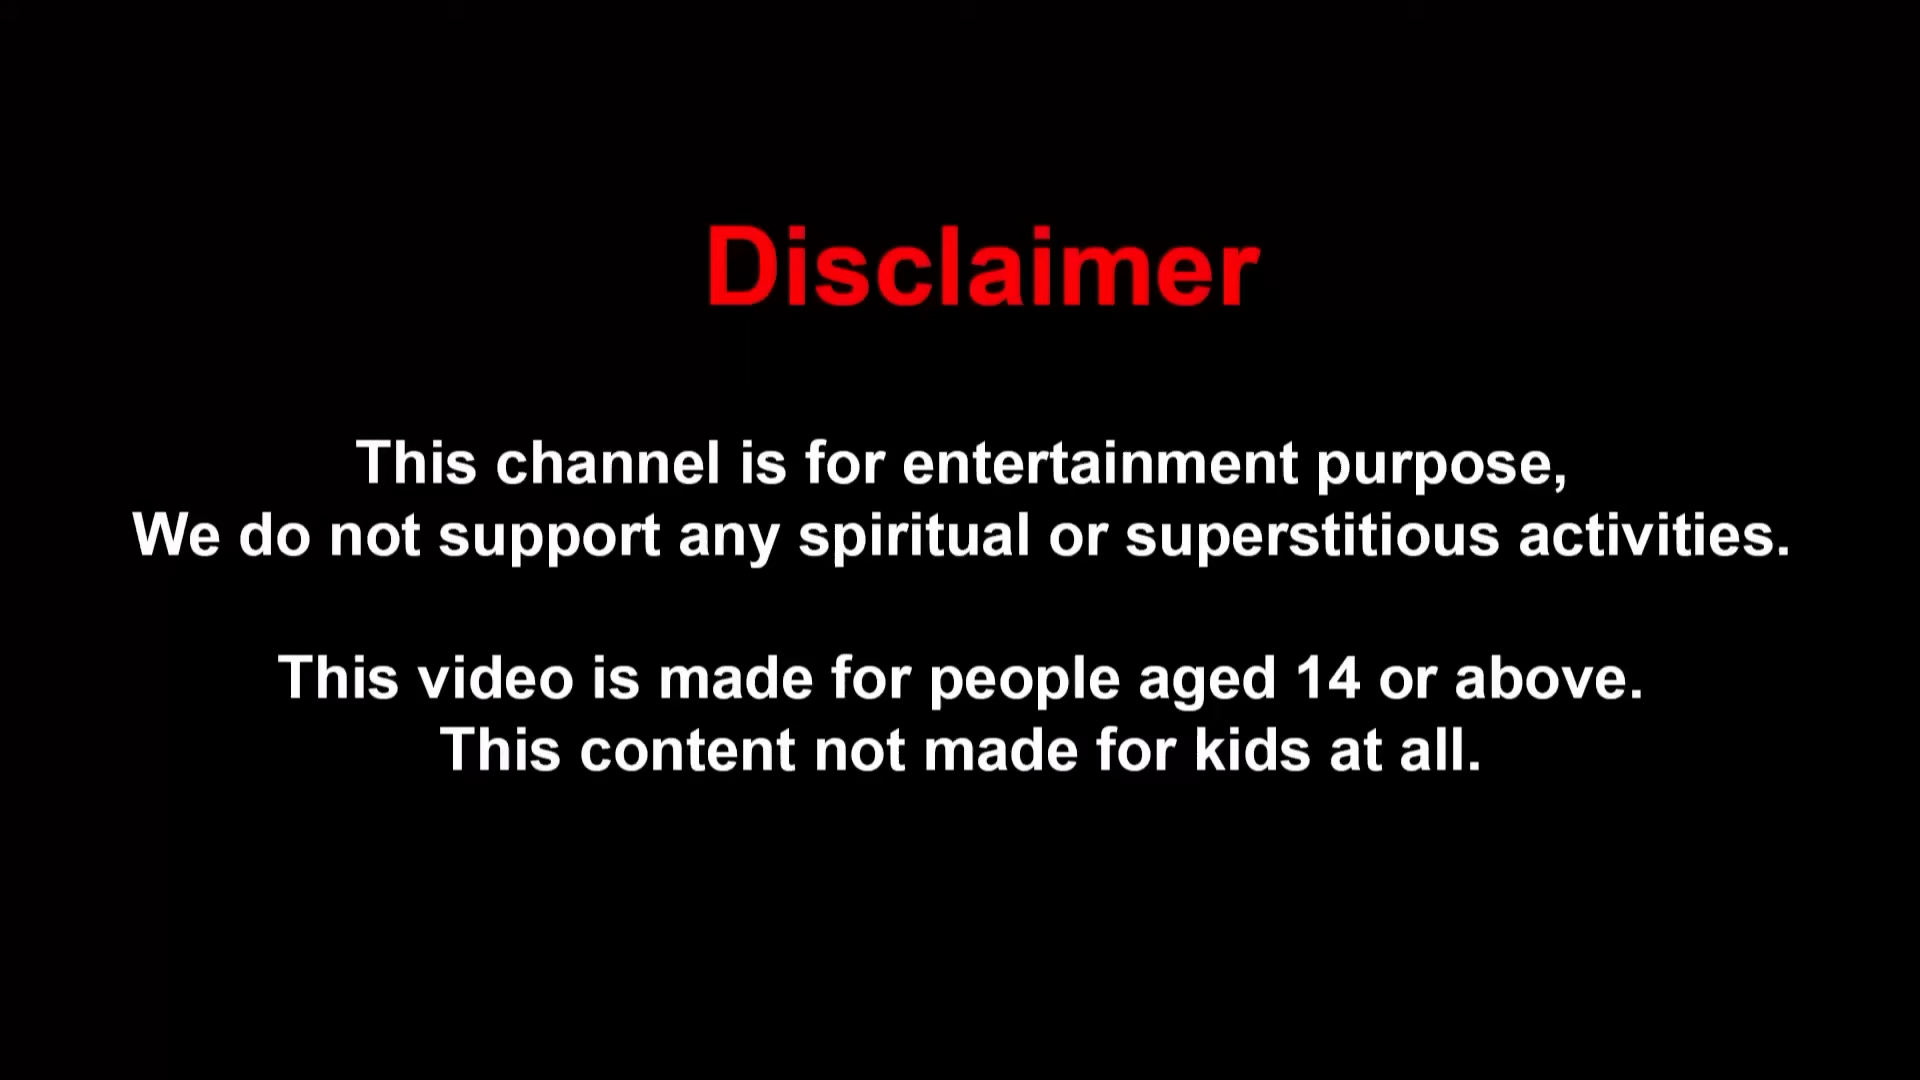 Disclaimer
This channel is for entertainment purpose,
We do not support any spiritual or superstitious activities.
This video is made for people aged 14 or above.
This content not made for kids at all.